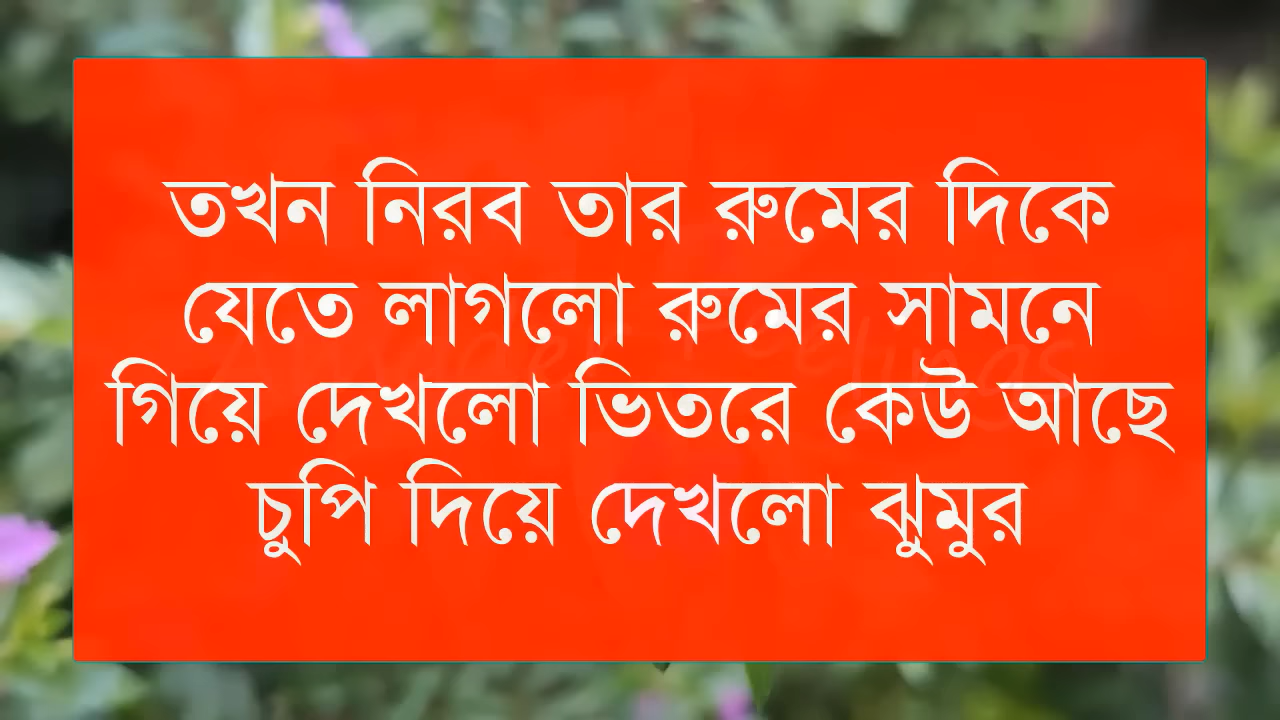 তখন নিরব তার রুমের দিকে
যেতে লাগলো রুমের সামনে
গিয়ে দেখলো ভিতরে কেউ আছে
চুপি দিয়ে দেখলো ঝুমুর